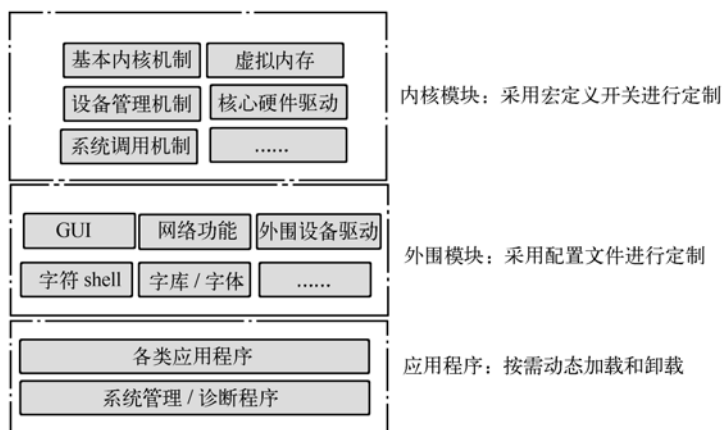 基本内核机制 虚拟内存
设备管理机制 核心硬件驱动
系统调用机制 ……
内核模块：采用宏定义开关进行定制
GUI 网络功能 外围设备驱动
字符 shell 字库 / 字体 ……
外围模块：采用配置文件进行定制
各类应用程序
系统管理 / 诊断程序
应用程序：按需动态加载和卸载